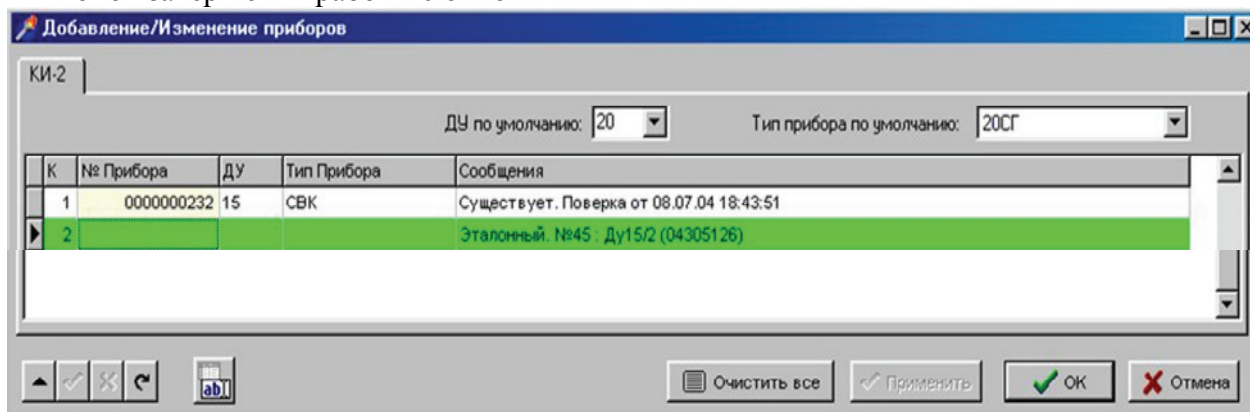 Добавление/Изменение приборов
КИ-2
ДУ по умолчанию: 20 Тип прибора по умолчанию: 20СГ
К № Прибора ДУ Тип Прибора Сообщения
1 0000000232 15 СВК Существует. Поверка от 08.07.04 18:43:51
2 Эталонный. №45 : Ду15/2 (04305126)
abI Очистить все Применить ОК Отмена